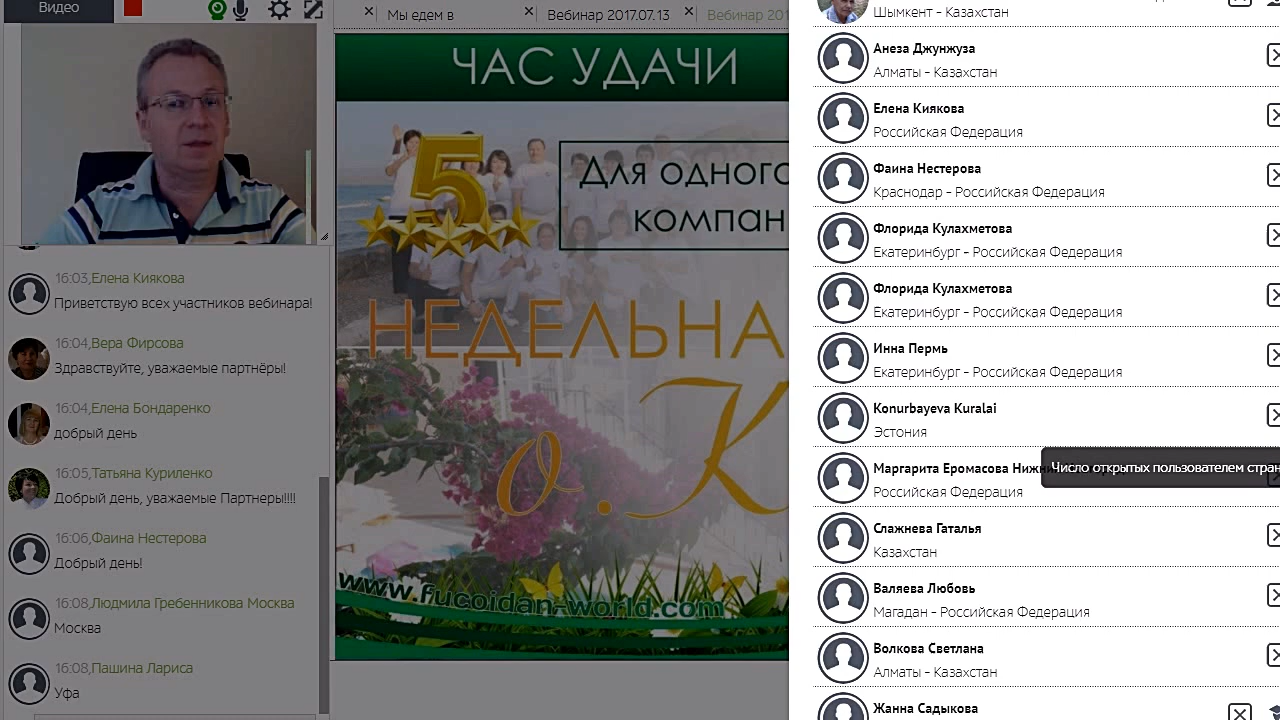 Видео
16:03,Елена Киякова
Приветствую всех участников вебинара!
16:04,Вера Фирсова
Здравствуйте, уважаемые партнёры!
16:04,Елена Бондаренко
добрый день
16:05,Татьяна Куриленко
Добрый день, уважаемые Партнеры!!!!
16:06,Фаина Нестерова
Добрый день!
16:08,Людмила Гребенникова Москва
Москва
16:08,Пашина Лариса
Уфа
Мы едем в
Вебинар 2017.07.13
Вебинар 201
ЧАС УДАЧИ
5
Для одного
компан
НЕДЕЛЬНА
о. К
www.fucoidan-world.com
Шымкент - Казахстан
Анеза Джунжуза
Алматы - Казахстан
Елена Киякова
Российская Федерация
Фаина Нестерова
Краснодар - Российская Федерация
Флорида Кулахметова
Екатеринбург - Российская Федерация
Флорида Кулахметова
Екатеринбург - Российская Федерация
Инна Пермь
Екатеринбург - Российская Федерация
Konurbayeva Kuralai
Эстония
Маргарита Еромасова Нижн
Число открытых пользователем стран
Российская Федерация
Слажнева Гаталья
Казахстан
Валяева Любовь
Магадан - Российская Федерация
Волкова Светлана
Алматы - Казахстан
Жанна Садыкова